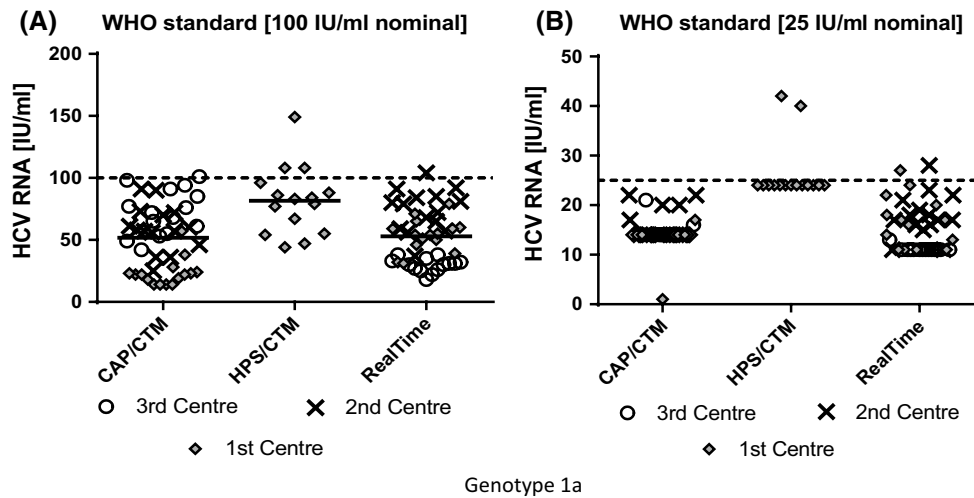 (A) WHO standard [100 IU/ml nominal]
HCV RNA [IU/ml]
200
150
100
50
0
CAP/CTM
HPS/CTM
RealTime
3rd Centre
2nd Centre
1st Centre
(B) WHO standard [25 IU/ml nominal]
HCV RNA [IU/ml]
50
40
30
20
10
0
CAP/CTM
HPS/CTM
RealTime
3rd Centre
2nd Centre
1st Centre
Genotype 1a